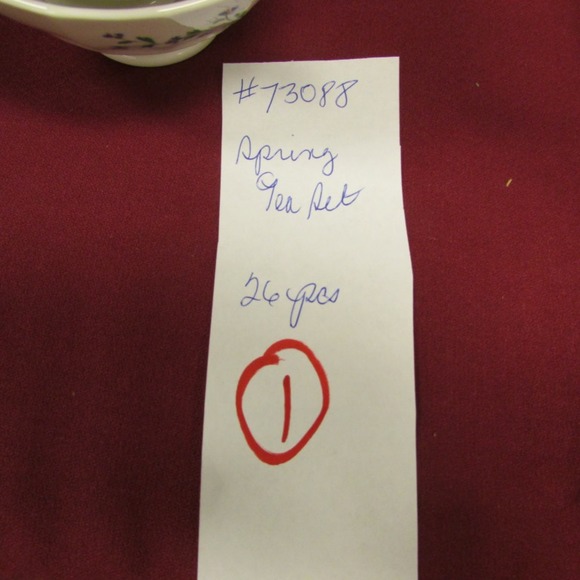 #73088
Spring
Tea Set
26 pcs
1